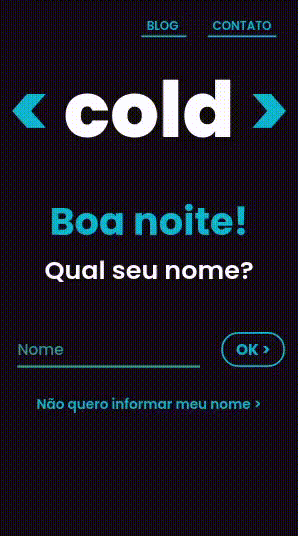 BLOG CONTATO
cold
Boa noite!
Qual seu nome?
Nome OK >
Não quero informar meu nome >